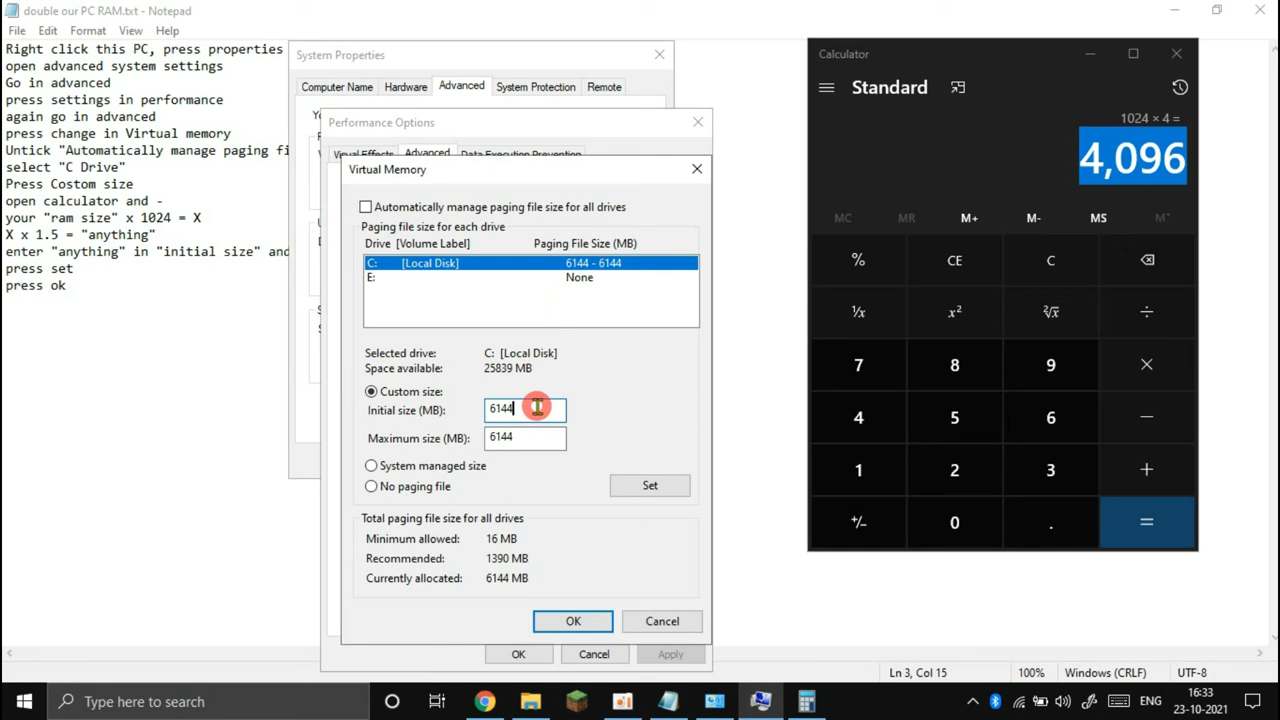 double our PC RAM.txt - Notepad
File Edit Format View Help
Right click this PC, press properties
open advanced system settings
Go in advanced
press settings in performance
again go in advanced
press change in Virtual memory
Untick "Automatically manage paging fi
select "C Drive"
Press Custom size
open calculator and -
your "ram size" x 1024 = X
X x 1.5 = "anything"
enter "anything" in "initial size" and
press set
press ok
System Properties
Computer Name Hardware Advanced System Protection Remote
Performance Options
Visual Effects Advanced Data Execution Prevention
Virtual Memory
Automatically manage paging file size for all drives
Paging file size for each drive
Drive [Volume Label] Paging File Size (MB)
C: [Local Disk] 6144 - 6144
E: None
Selected drive: C: [Local Disk]
Space available: 25839 MB
Custom size:
Initial size (MB): 6144
Maximum size (MB): 6144
System managed size
No paging file
Set
Total paging file size for all drives
Minimum allowed: 16 MB
Recommended: 1390 MB
Currently allocated: 6144 MB
OK Cancel
OK Cancel Apply
Calculator
Standard
1024 × 4 =
4,096
MC MR M+ M- MS M˅
% CE C
¹/x x² ²√x ÷
7 8 9 ×
4 5 6 −
1 2 3 +
+/− 0 . =
Ln 3, Col 15 100% Windows (CRLF) UTF-8
Type here to search
ENG
16:33
23-10-2021